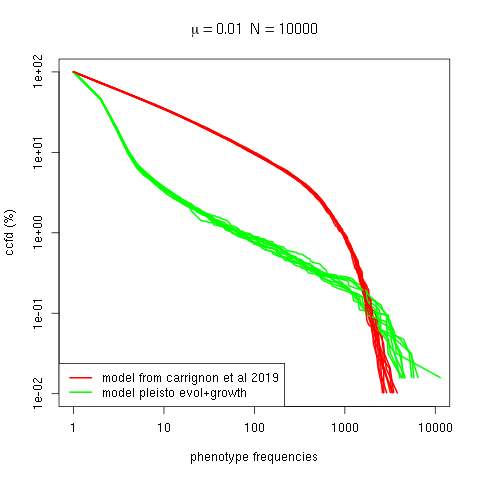 μ = 0.01 N = 10000
ccfd (%)
1e+02
1e+01
1e+00
1e-01
1e-02
model from carrignon et al 2019
model pleisto evol+growth
1 10 100 1000 10000
phenotype frequencies